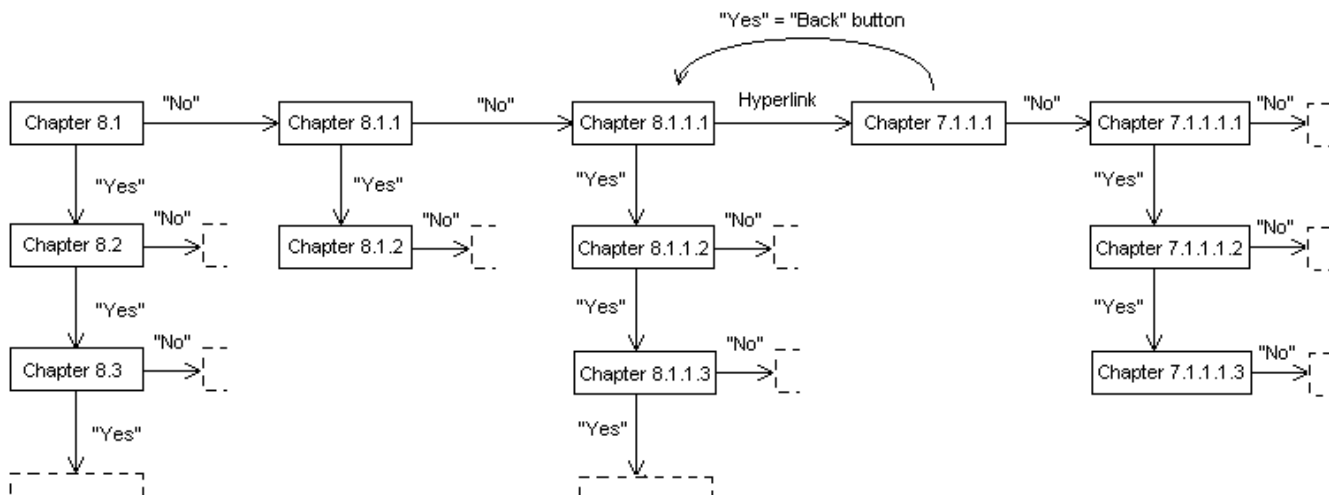 "Yes" = "Back" button
"No"
"No"
Hyperlink
"No"
"No"
Chapter 8.1
Chapter 8.1.1
Chapter 8.1.1.1
Chapter 7.1.1.1
Chapter 7.1.1.1.1
"Yes"
"Yes"
"Yes"
"Yes"
"No"
"No"
"No"
"No"
Chapter 8.2
Chapter 8.1.2
Chapter 8.1.1.2
Chapter 7.1.1.1.2
"Yes"
"Yes"
"Yes"
"No"
"No"
"No"
Chapter 8.3
Chapter 8.1.1.3
Chapter 7.1.1.1.3
"Yes"
"Yes"